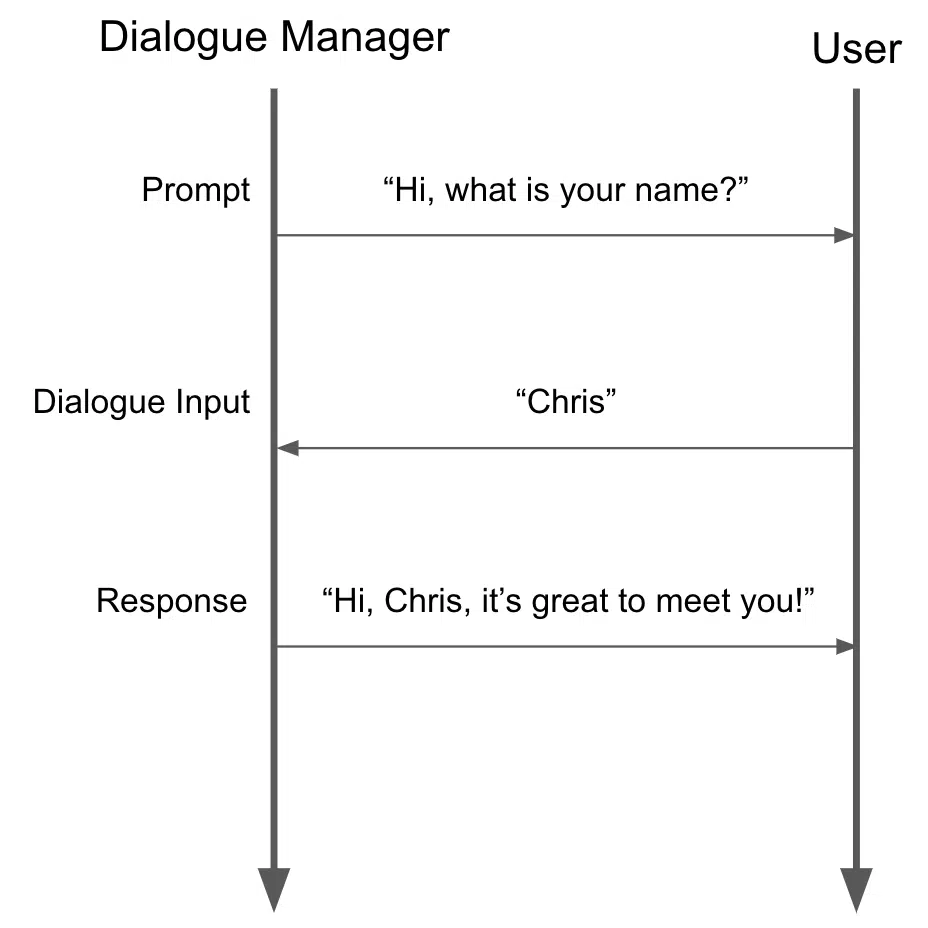 Dialogue Manager
User
Prompt
“Hi, what is your name?”
Dialogue Input
“Chris”
Response
“Hi, Chris, it’s great to meet you!”